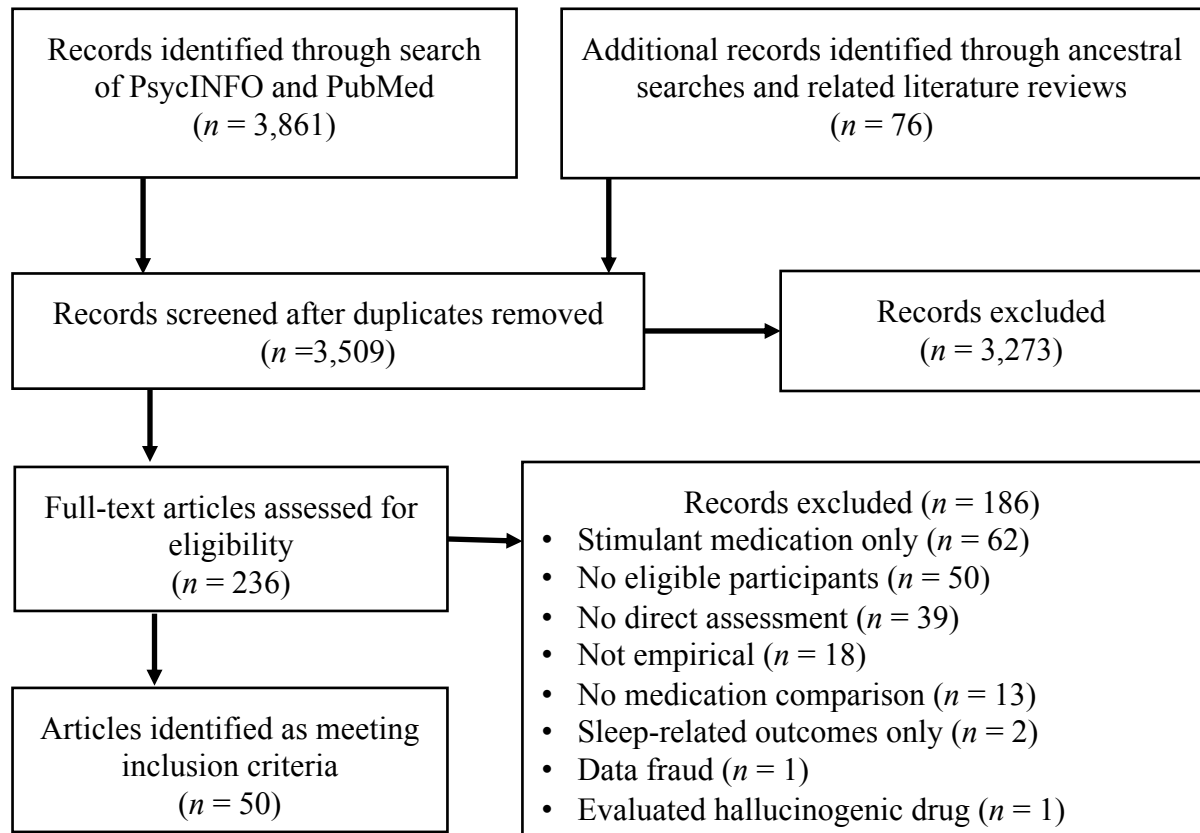 Records identified through search
of PsycINFO and PubMed
(n = 3,861)
Additional records identified through ancestral
searches and related literature reviews
(n = 76)
Records screened after duplicates removed
(n =3,509)
Records excluded
(n = 3,273)
Full-text articles assessed for
eligibility
(n = 236)
Records excluded (n = 186)
• Stimulant medication only (n = 62)
• No eligible participants (n = 50)
• No direct assessment (n = 39)
• Not empirical (n = 18)
• No medication comparison (n = 13)
• Sleep-related outcomes only (n = 2)
• Data fraud (n = 1)
• Evaluated hallucinogenic drug (n = 1)
Articles identified as meeting
inclusion criteria
(n = 50)